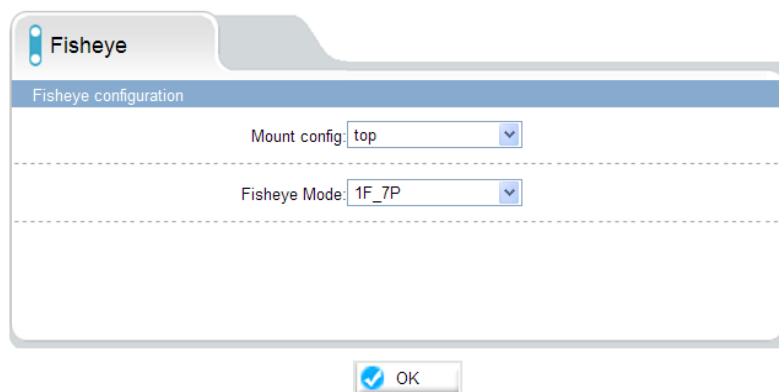 Fisheye
Fisheye configuration
Mount config: top
Fisheye Mode: 1F_7P
OK